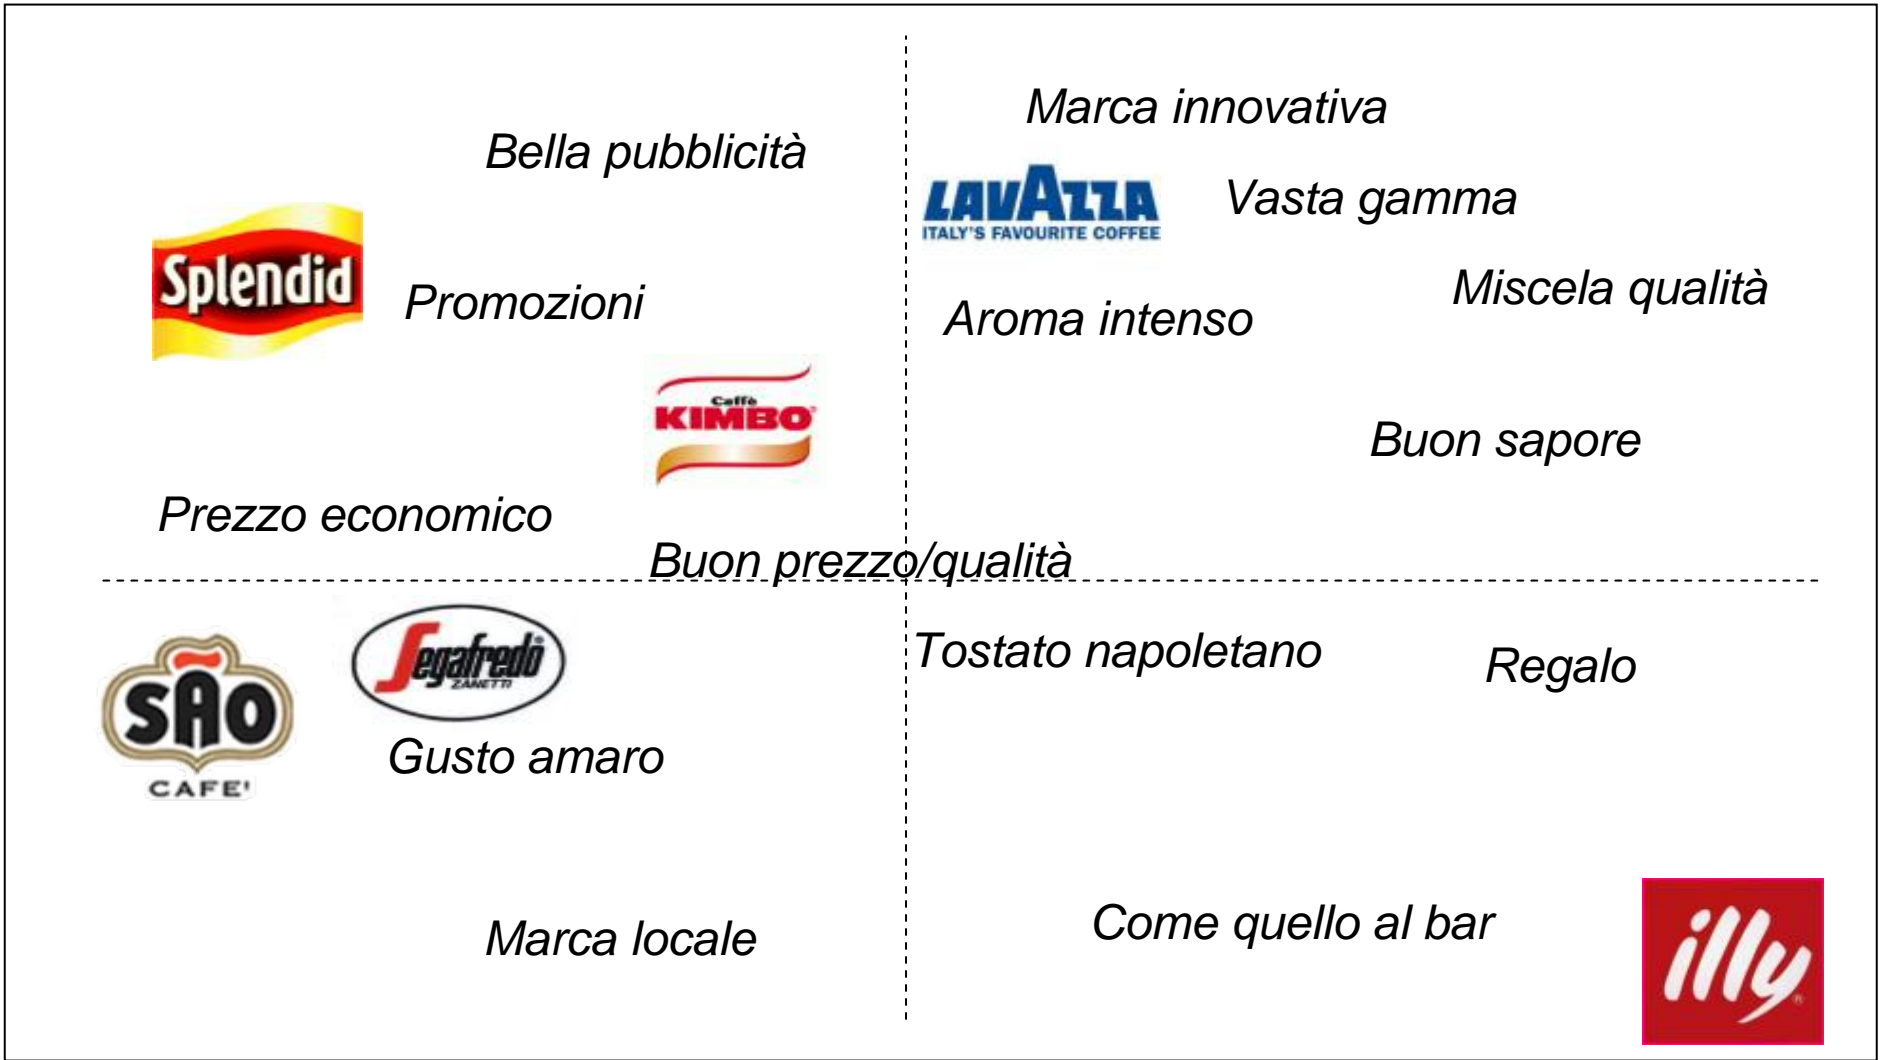 Marca innovativa
Bella pubblicità
LAVAZZA
ITALY'S FAVOURITE COFFEE
Vasta gamma
Splendid
Promozioni
Aroma intenso
Miscela qualità
Caffè
KIMBO®
Buon sapore
Prezzo economico
Buon prezzo/qualità
SÃO
CAFE'
Segafredo®
ZANETTI
Tostato napoletano
Regalo
Gusto amaro
Marca locale
Come quello al bar
illy®